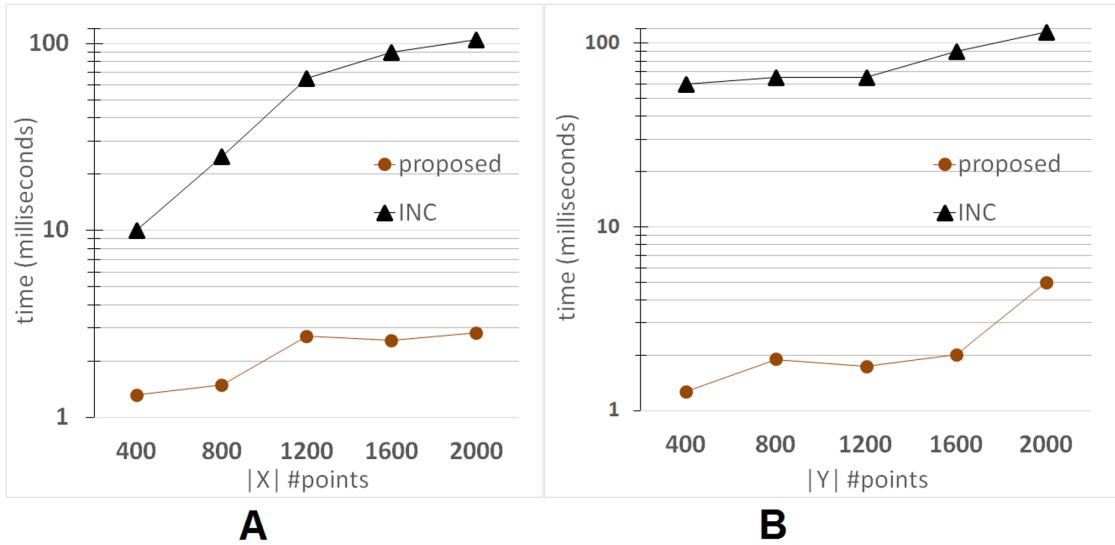 time (milliseconds)
100
10
1
proposed
INC
400 800 1200 1600 2000
|X| #points
A
time (milliseconds)
100
10
1
proposed
INC
400 800 1200 1600 2000
|Y| #points
B